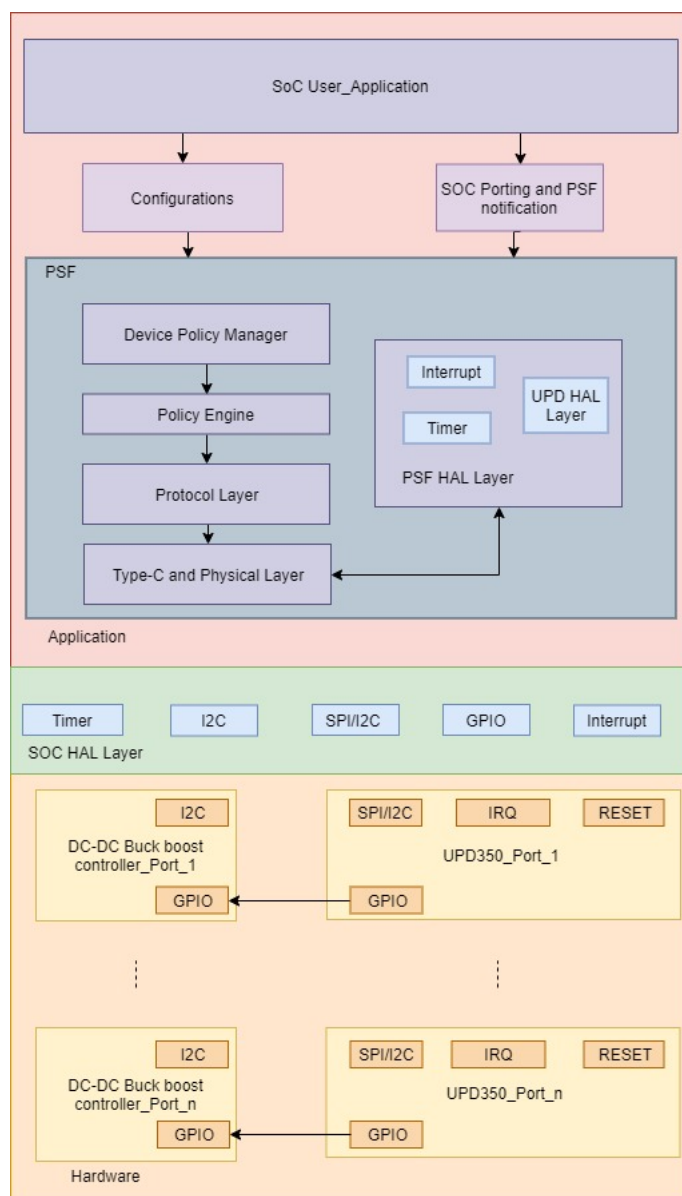 SoC User_Application
Configurations
SOC Porting and PSF
notification
PSF
Device Policy Manager
Policy Engine
Protocol Layer
Type-C and Physical Layer
Interrupt
UPD HAL
Layer
Timer
PSF HAL Layer
Application
Timer
I2C
SPI/I2C
GPIO
Interrupt
SOC HAL Layer
I2C
DC-DC Buck boost
controller_Port_1
GPIO
SPI/I2C
IRQ
RESET
UPD350_Port_1
GPIO
I2C
DC-DC Buck boost
controller_Port_n
GPIO
SPI/I2C
IRQ
RESET
UPD350_Port_n
GPIO
Hardware